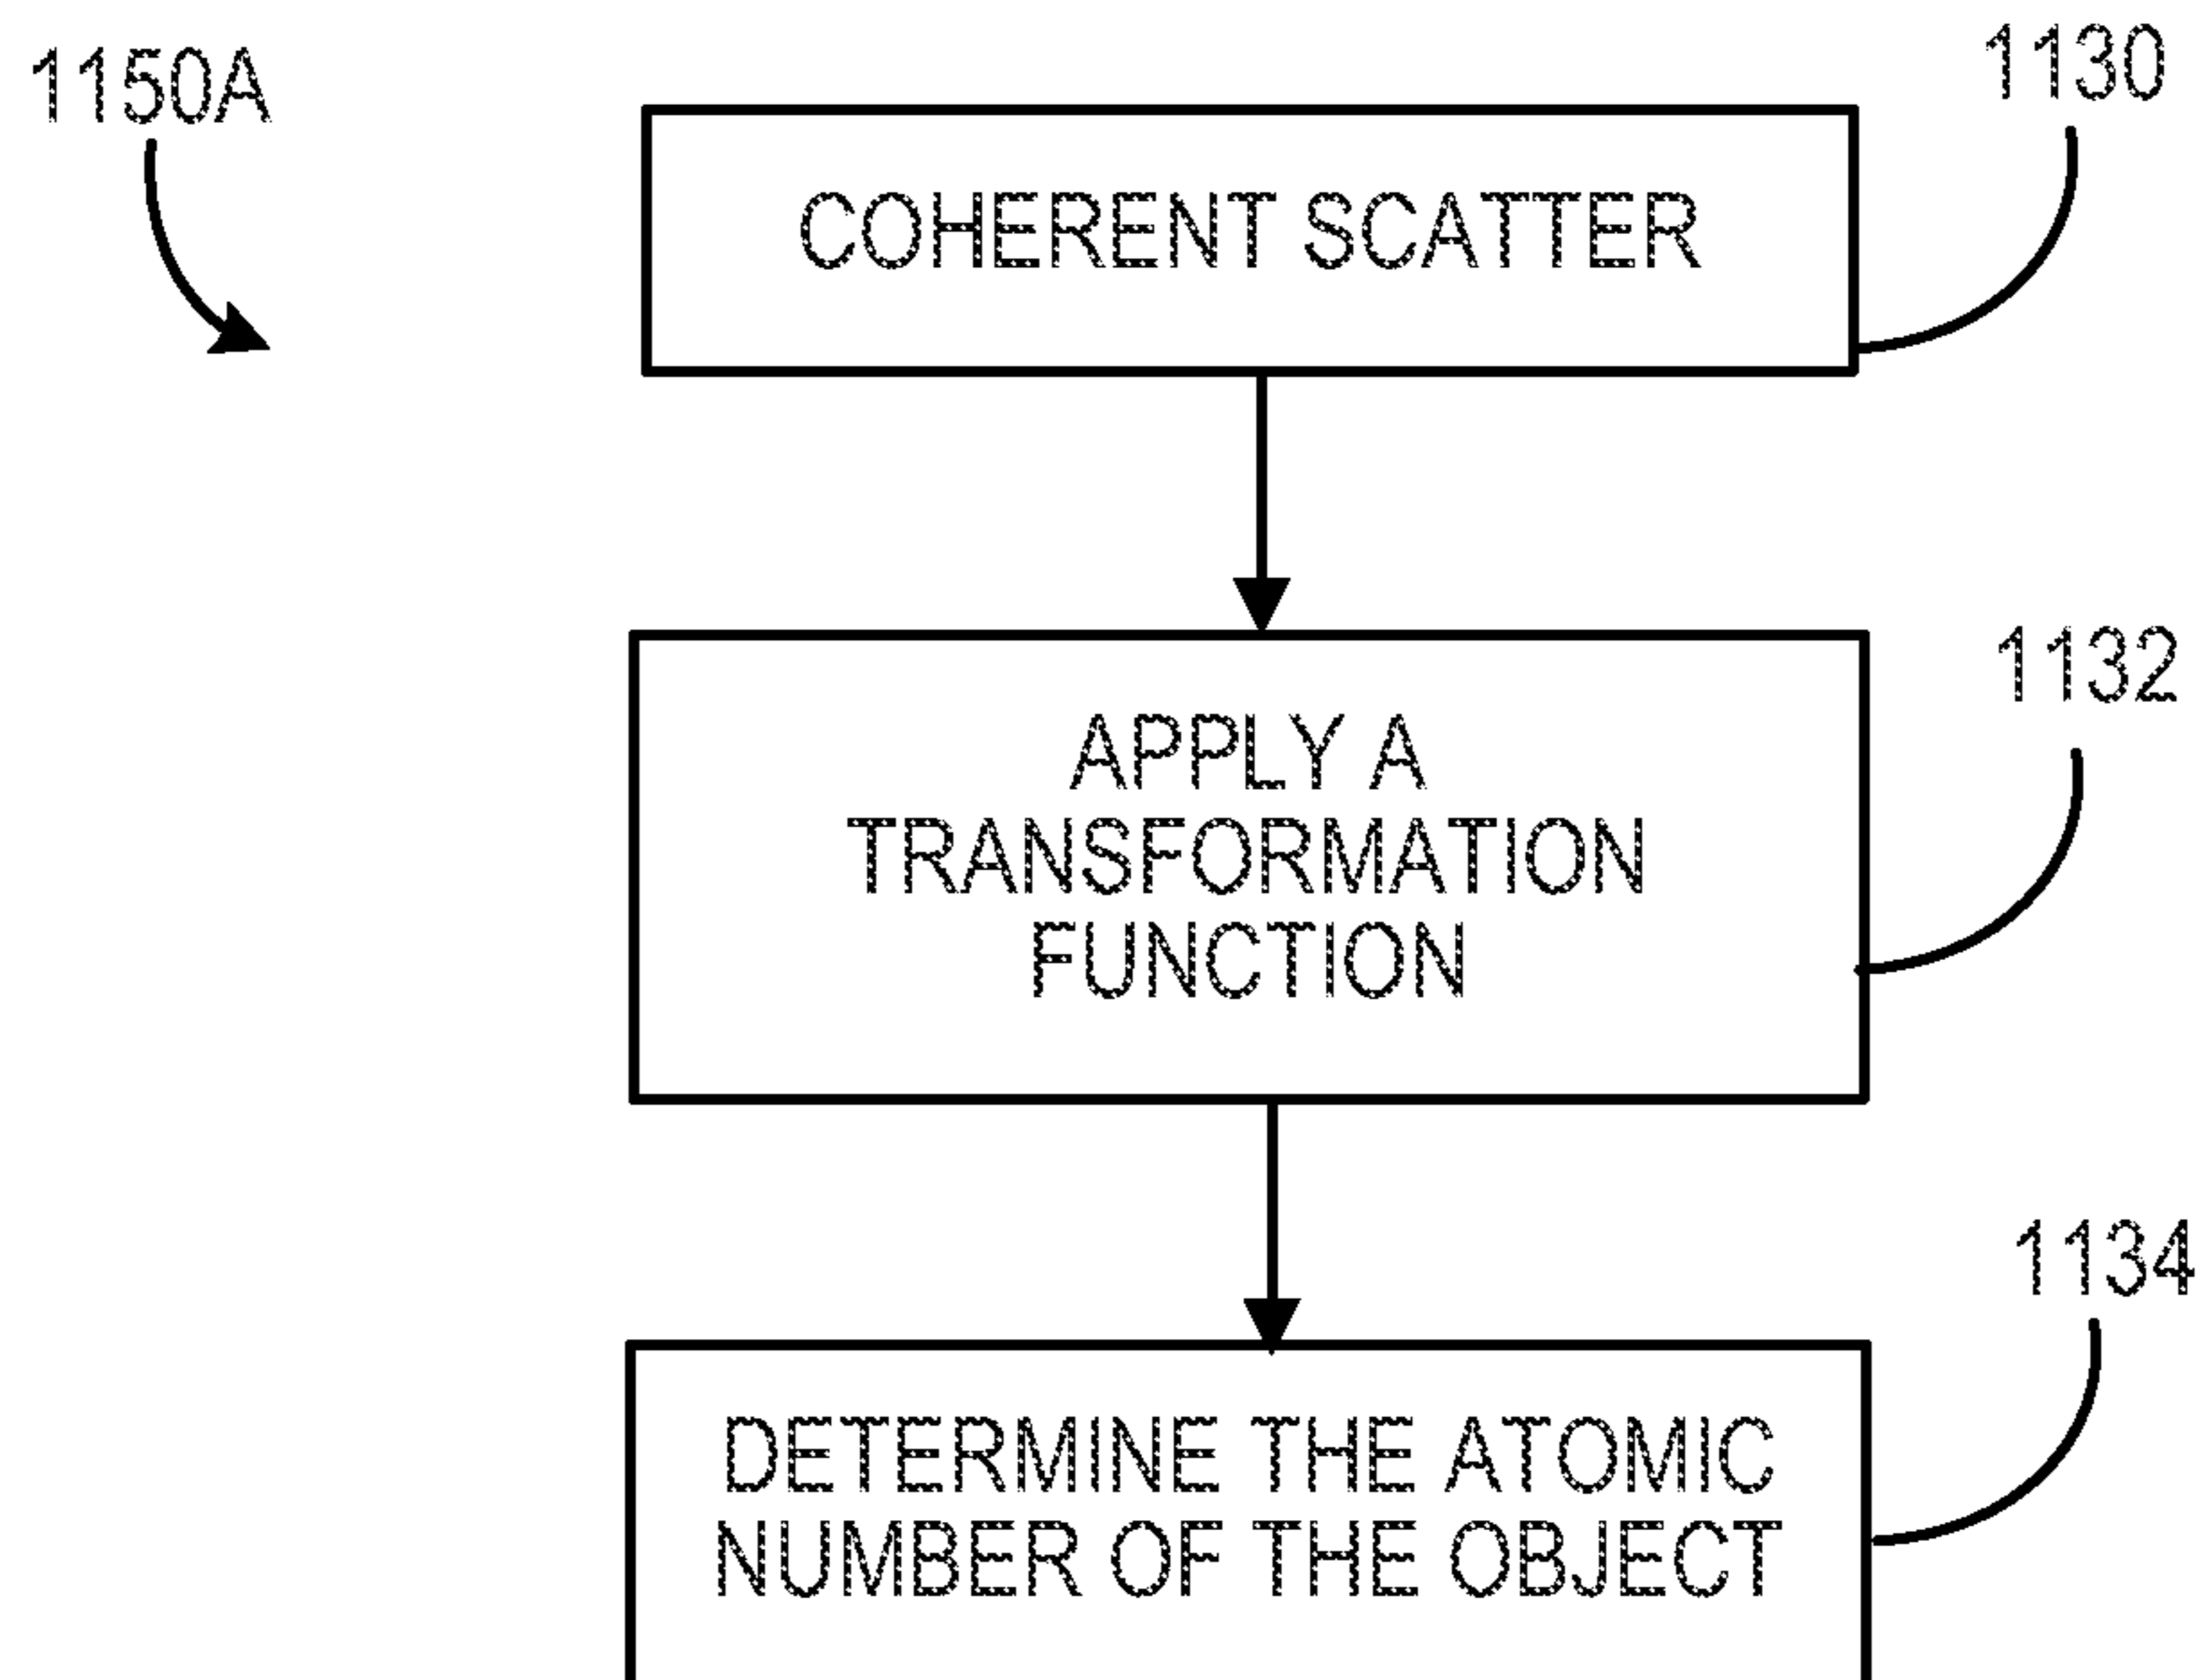 1150A
1130
COHERENT SCATTER
1132
APPLY A
TRANSFORMATION
FUNCTION
1134
DETERMINE THE ATOMIC
NUMBER OF THE OBJECT